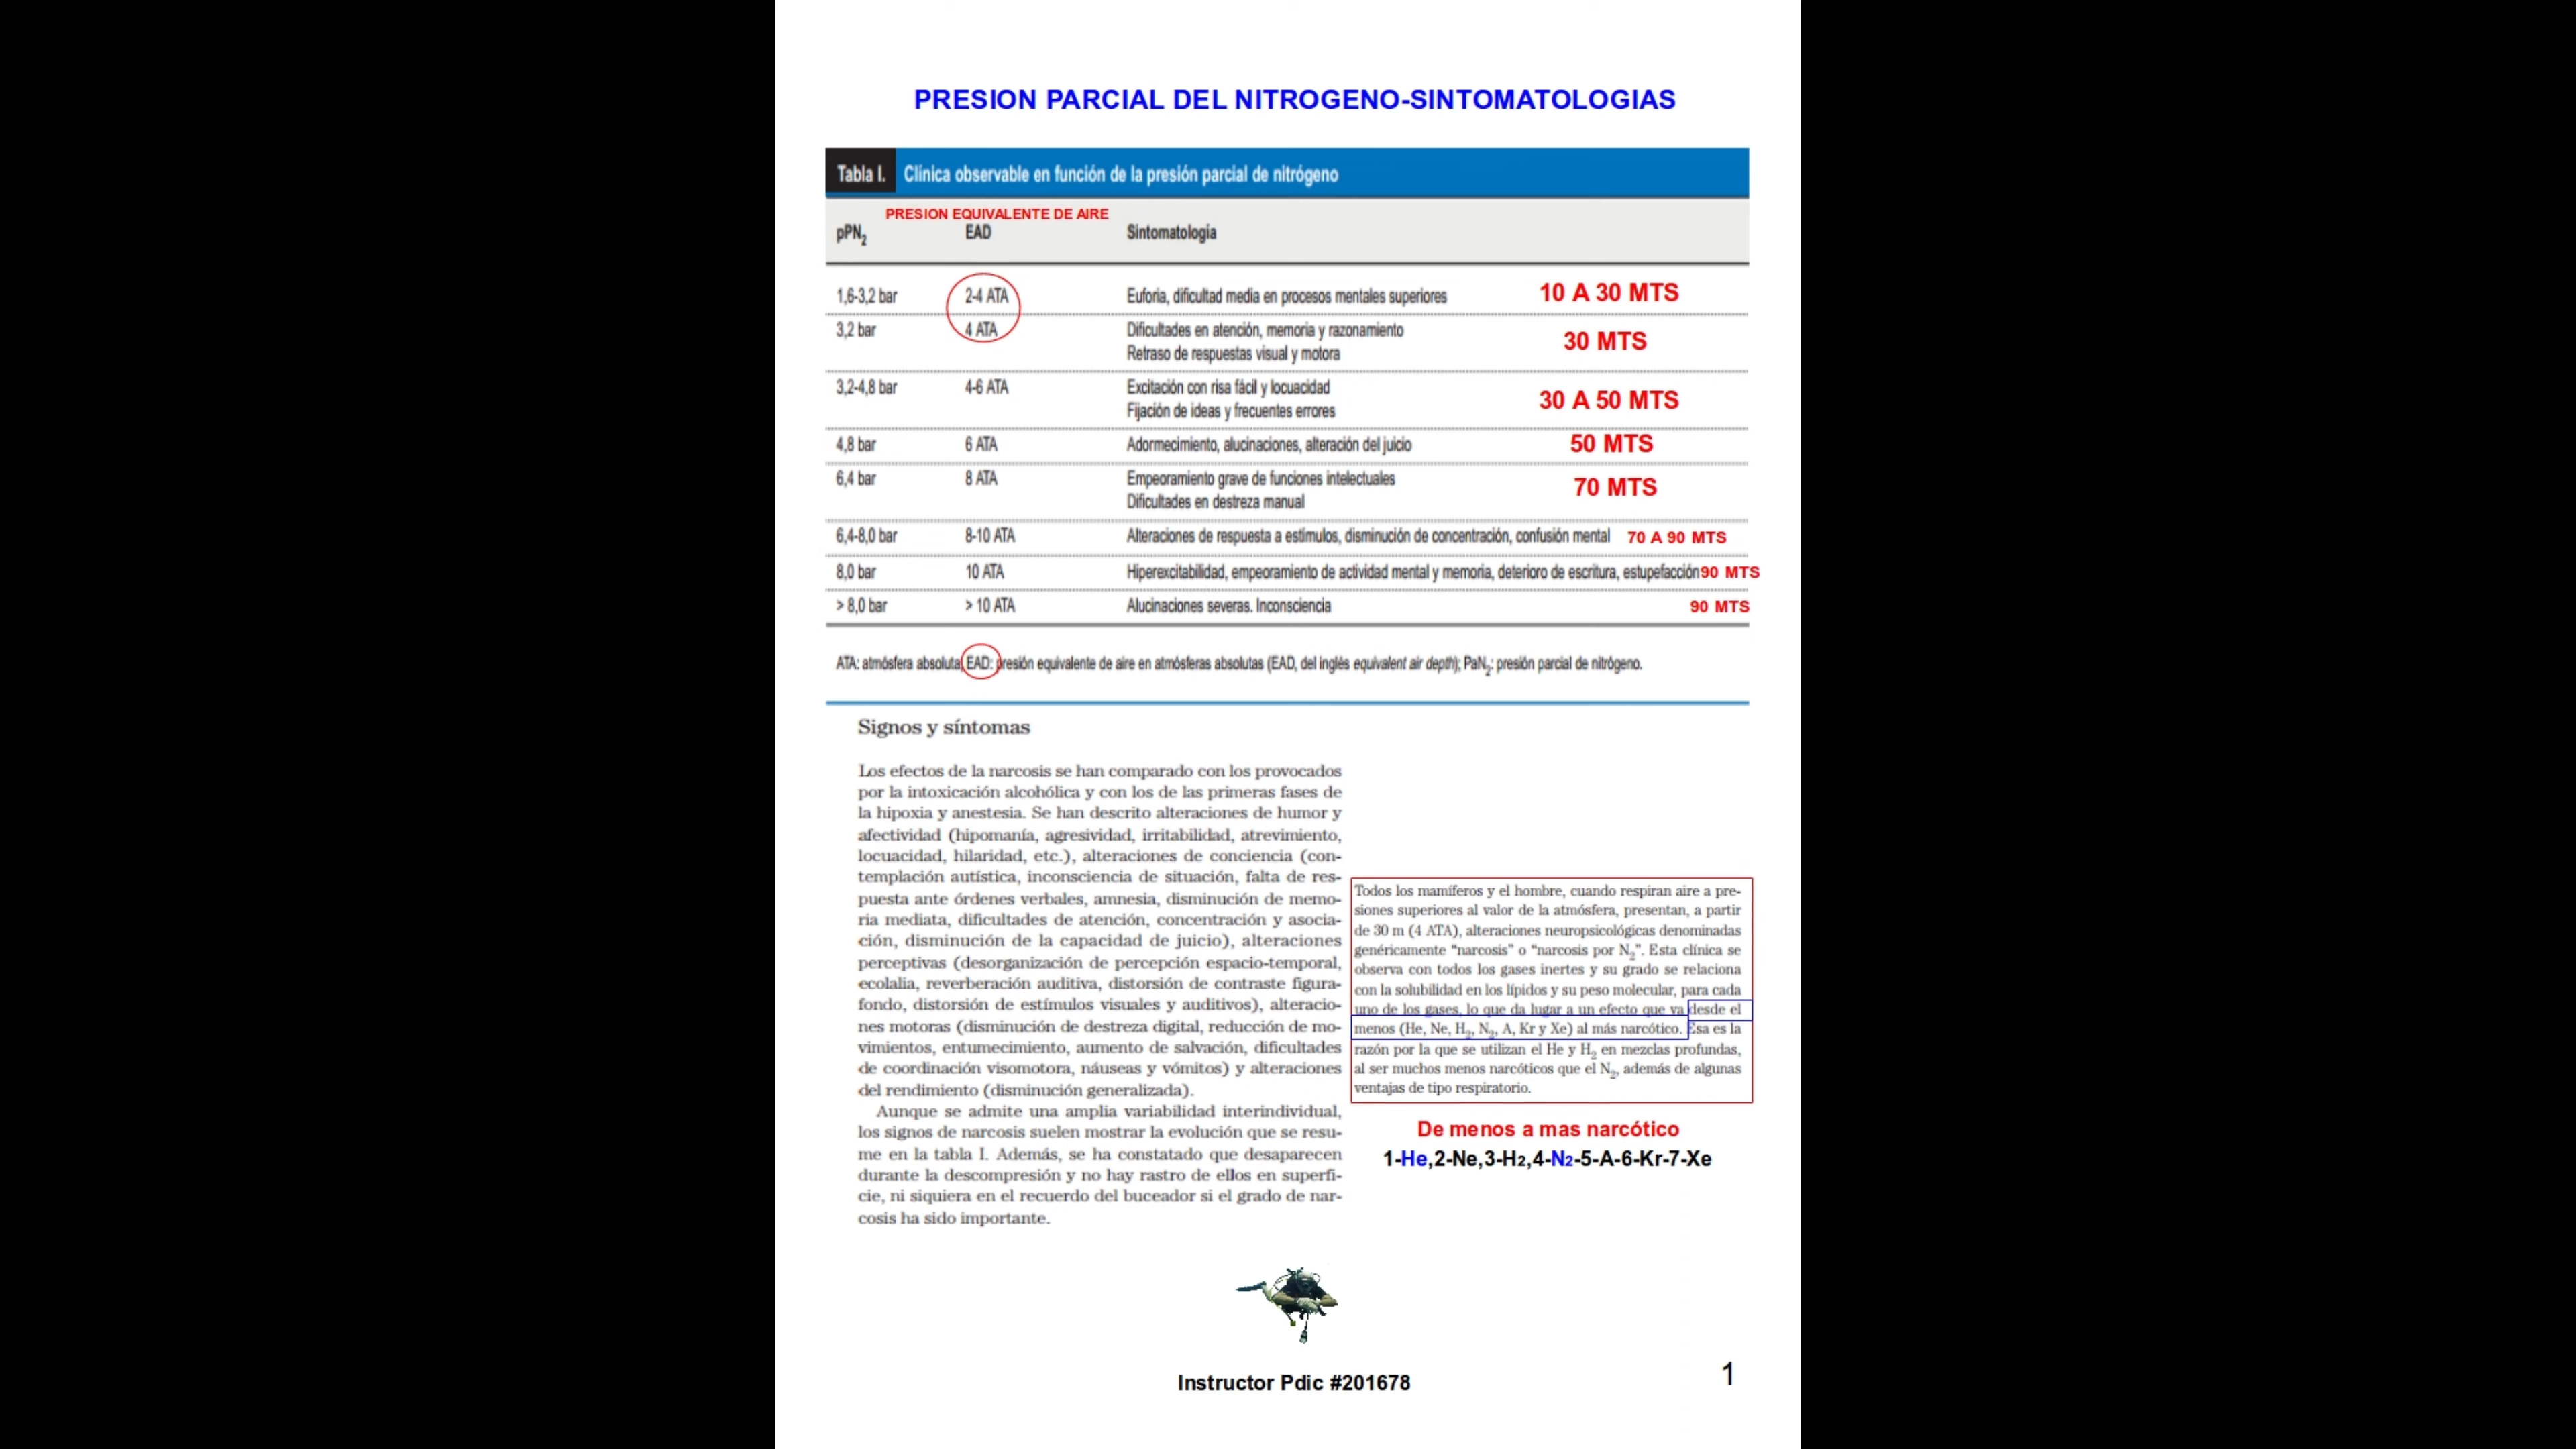 PRESION PARCIAL DEL NITROGENO-SINTOMATOLOGIAS
Tabla I. Clínica observable en función de la presión parcial de nitrógeno
PRESION EQUIVALENTE DE AIRE
pPN2 EAD Sintomatología
1,6-3,2 bar 2-4 ATA Euforia, dificultad media en procesos mentales superiores 10 A 30 MTS
3,2 bar 4 ATA Dificultades en atención, memoria y razonamiento
Retraso de respuestas visual y motora 30 MTS
3,2-4,8 bar 4-6 ATA Excitación con risa fácil y locuacidad
Fijación de ideas y frecuentes errores 30 A 50 MTS
4,8 bar 6 ATA Adormecimiento, alucinaciones, alteración del juicio 50 MTS
6,4 bar 8 ATA Empeoramiento grave de funciones intelectuales
Dificultades en destreza manual 70 MTS
6,4-8,0 bar 8-10 ATA Alteraciones de respuesta a estímulos, disminución de concentración, confusión mental 70 A 90 MTS
8,0 bar 10 ATA Hiperexcitabilidad, empeoramiento de actividad mental y memoria, deterioro de escritura, estupefacción 90 MTS
> 8,0 bar > 10 ATA Alucinaciones severas. Inconsciencia 90 MTS
ATA: atmósfera absoluta; EAD: presión equivalente de aire en atmósferas absolutas (EAD, del inglés equivalent air depth); PaN2: presión parcial de nitrógeno.
Signos y síntomas
Los efectos de la narcosis se han comparado con los provocados
por la intoxicación alcohólica y con los de las primeras fases de
la hipoxia y anestesia. Se han descrito alteraciones de humor y
afectividad (hipomanía, agresividad, irritabilidad, atrevimiento,
locuacidad, hilaridad, etc.), alteraciones de conciencia (con-
templación autística, inconsciencia de situación, falta de res-
puesta ante órdenes verbales, amnesia, disminución de memo-
ria mediata, dificultades de atención, concentración y asocia-
ción, disminución de la capacidad de juicio), alteraciones
perceptivas (desorganización de percepción espacio-temporal,
ecolalia, reverberación auditiva, distorsión de contraste figura-
fondo, distorsión de estímulos visuales y auditivos), alteracio-
nes motoras (disminución de destreza digital, reducción de mo-
vimientos, entumecimiento, aumento de salvación, dificultades
de coordinación visomotora, náuseas y vómitos) y alteraciones
del rendimiento (disminución generalizada).
Aunque se admite una amplia variabilidad interindividual,
los signos de narcosis suelen mostrar la evolución que se resu-
me en la tabla I. Además, se ha constatado que desaparecen
durante la descompresión y no hay rastro de ellos en superfi-
cie, ni siquiera en el recuerdo del buceador si el grado de nar-
cosis ha sido importante.
Todos los mamíferos y el hombre, cuando respiran aire a pre-
siones superiores al valor de la atmósfera, presentan, a partir
de 30 m (4 ATA), alteraciones neuropsicológicas denominadas
genéricamente "narcosis" o "narcosis por N2". Esta clínica se
observa con todos los gases inertes y su grado se relaciona
con la solubilidad en los lípidos y su peso molecular, para cada
uno de los gases, lo que da lugar a un efecto que va desde el
menos (He, Ne, H2, N2, A, Kr y Xe) al más narcótico. Esa es la
razón por la que se utilizan el He y H2 en mezclas profundas,
al ser muchos menos narcóticos que el N2, además de algunas
ventajas de tipo respiratorio.
De menos a mas narcótico
1-He,2-Ne,3-H2,4-N2-5-A-6-Kr-7-Xe
Instructor Pdic #201678
1